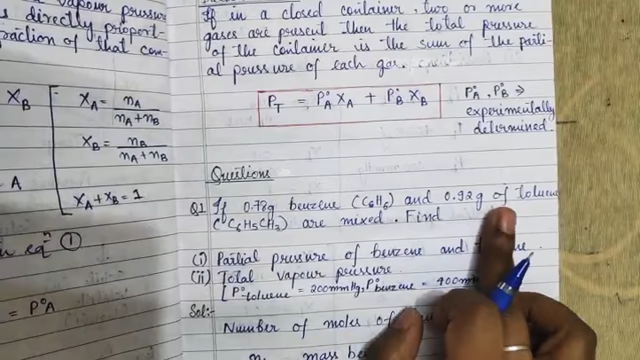 vapour pressure
s directly proport-
raction of that com-
X_B
X_A = n_A / (n_A + n_B)
X_B = n_B / (n_A + n_B)
A
X_A + X_B = 1
eqⁿ ①
= P°A
If in a closed container, two or more
gases are present then the total pressure
of the container is the sum of the parti-
al pressure of each gas.
P_T = P°_A X_A + P°_B X_B
P°_A, P°_B ⇒
experimentally
determined.
Questions
Q1 If 0.78g benzene (C₆H₆) and 0.92g of toluene
(C₆H₅CH₃) are mixed. Find
(i) Partial pressure of benzene and
(ii) Total vapour pressure
[P°toluene = 200mmHg, P°benzene = 400mm
Sol:-
Number of moles of
mass